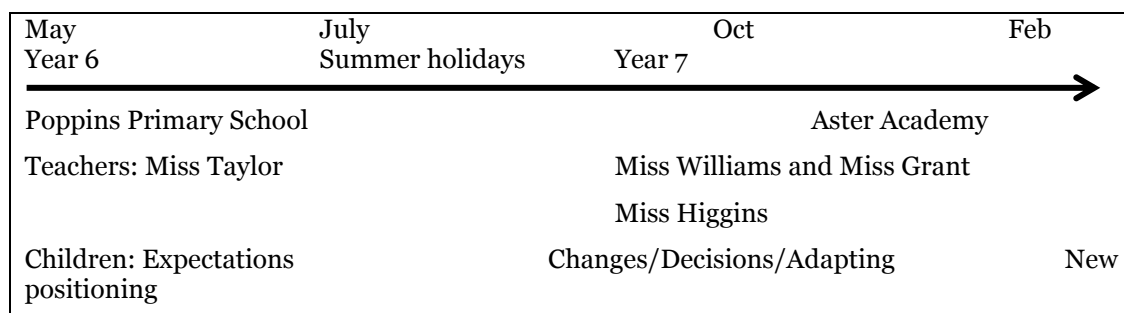 May July Oct Feb
Year 6 Summer holidays Year 7
Poppins Primary School Aster Academy
Teachers: Miss Taylor Miss Williams and Miss Grant
Miss Higgins
Children: Expectations Changes/Decisions/Adapting New
positioning